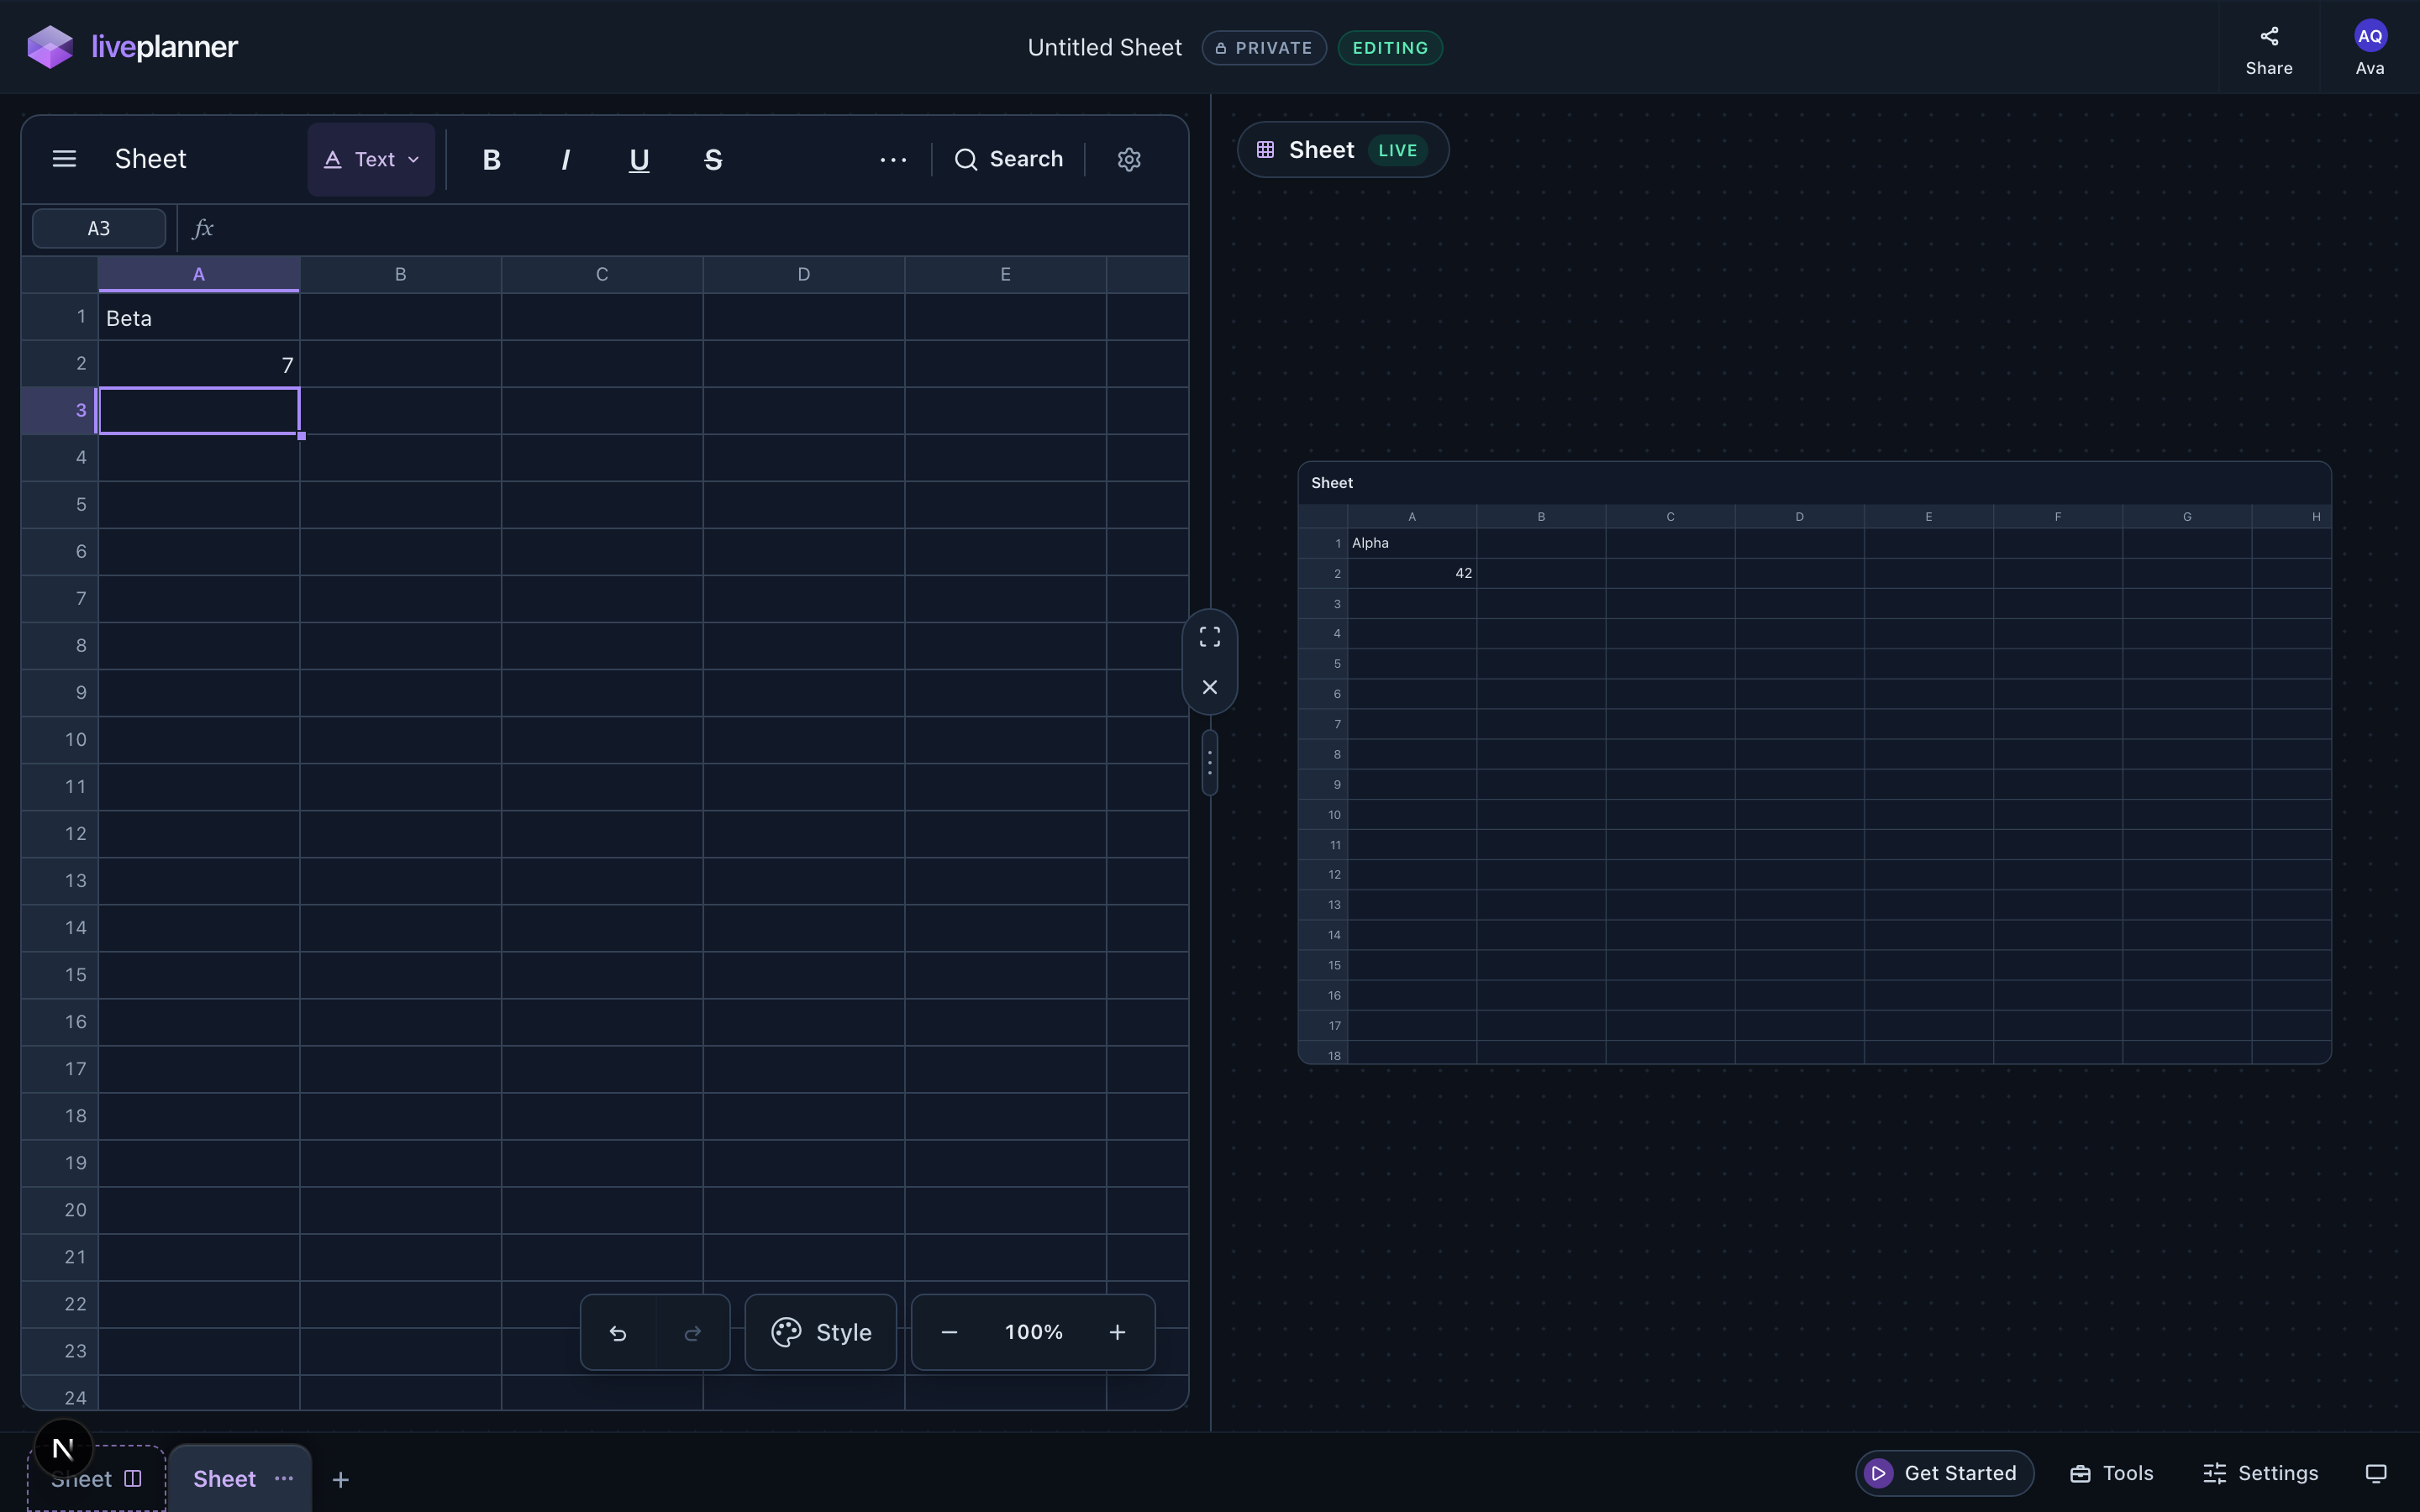 liveplanner
Untitled Sheet
PRIVATE
EDITING
Share
AQ
Ava
Sheet
Text
B
I
U
S
Search
A3
fx
A B C D E
1 Beta
2 7
3
4
5
6
7
8
9
10
11
12
13
14
15
16
17
18
19
20
21
22
23
24
Style
100%
Sheet LIVE
Sheet
A B C D E F G H
1 Alpha
2 42
3
4
5
6
7
8
9
10
11
12
13
14
15
16
17
18
N
Sheet
Sheet
Get Started
Tools
Settings